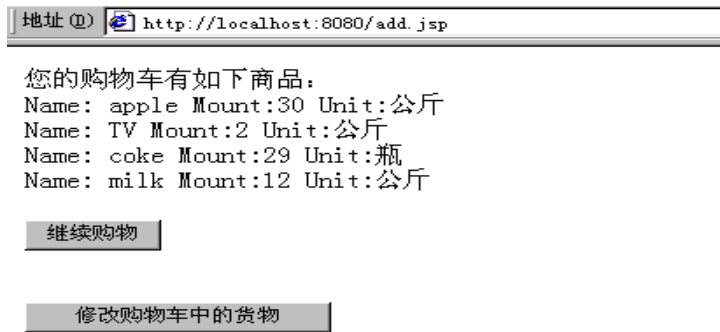 地址(D) http://localhost:8080/add.jsp
您的购物车有如下商品：
Name: apple Mount:30 Unit:公斤
Name: TV Mount:2 Unit:公斤
Name: coke Mount:29 Unit:瓶
Name: milk Mount:12 Unit:公斤
继续购物
修改购物车中的货物